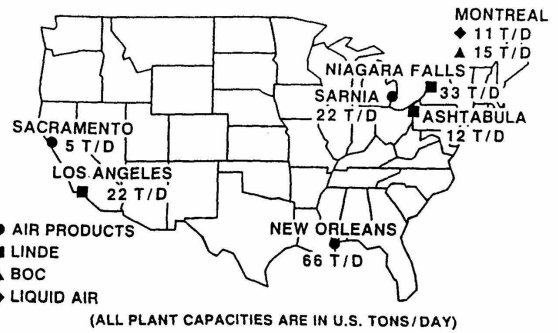 MONTREAL
◆ 11 T/D
▲ 15 T/D
NIAGARA FALLS
33 T/D
SARNIA
22 T/D
ASHTABULA
12 T/D
SACRAMENTO
5 T/D
LOS ANGELES
22 T/D
NEW ORLEANS
66 T/D
● AIR PRODUCTS
■ LINDE
▲ BOC
◆ LIQUID AIR
(ALL PLANT CAPACITIES ARE IN U.S. TONS/DAY)